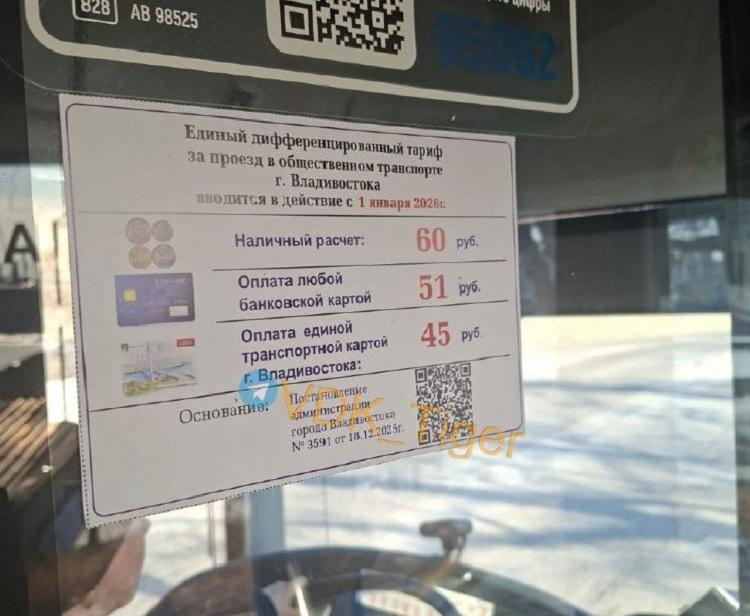 828 АВ 98525
цифры
95062
Единый дифференцированный тариф
за проезд в общественном транспорте
г. Владивостока
вводится в действие с 1 января 2026г.
Наличный расчет: 60 руб.
Оплата любой
банковской картой 51 руб.
Оплата единой
транспортной картой 45 руб.
г. Владивостока:
Основание: Постановление
администрации
города Владивостока
№ 3591 от 18.12.2025г.
VDK_Tiger